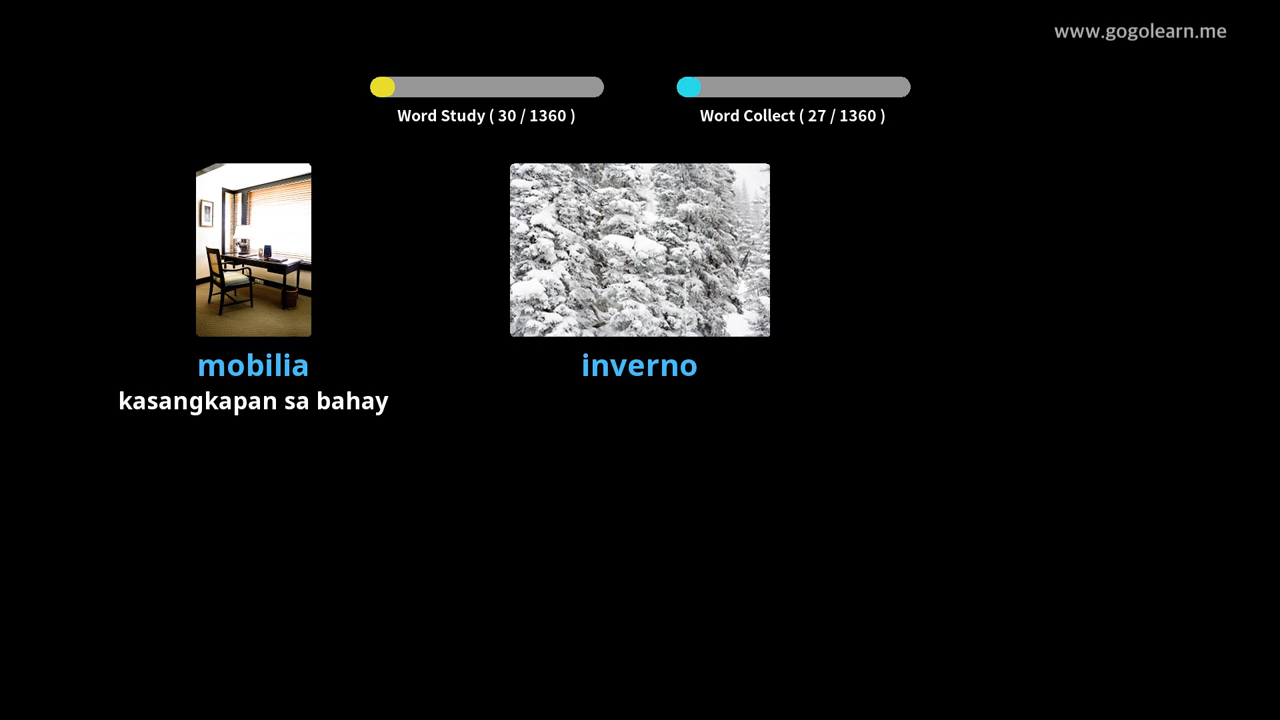 www.gogolearn.me
Word Study ( 30 / 1360 )
Word Collect ( 27 / 1360 )
mobilia
kasangkapan sa bahay
inverno